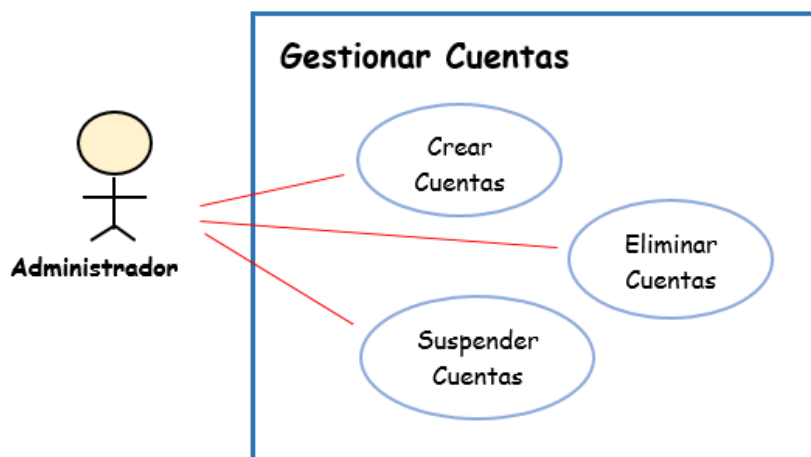 Gestionar Cuentas
Crear
Cuentas
Eliminar
Cuentas
Administrador
Suspender
Cuentas